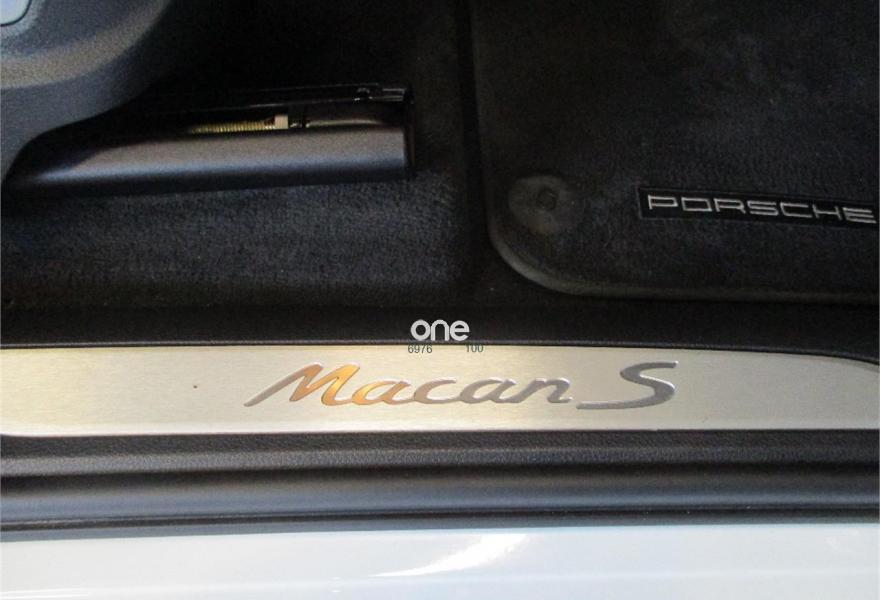 PORSCHE
one
6976 100
Macan S